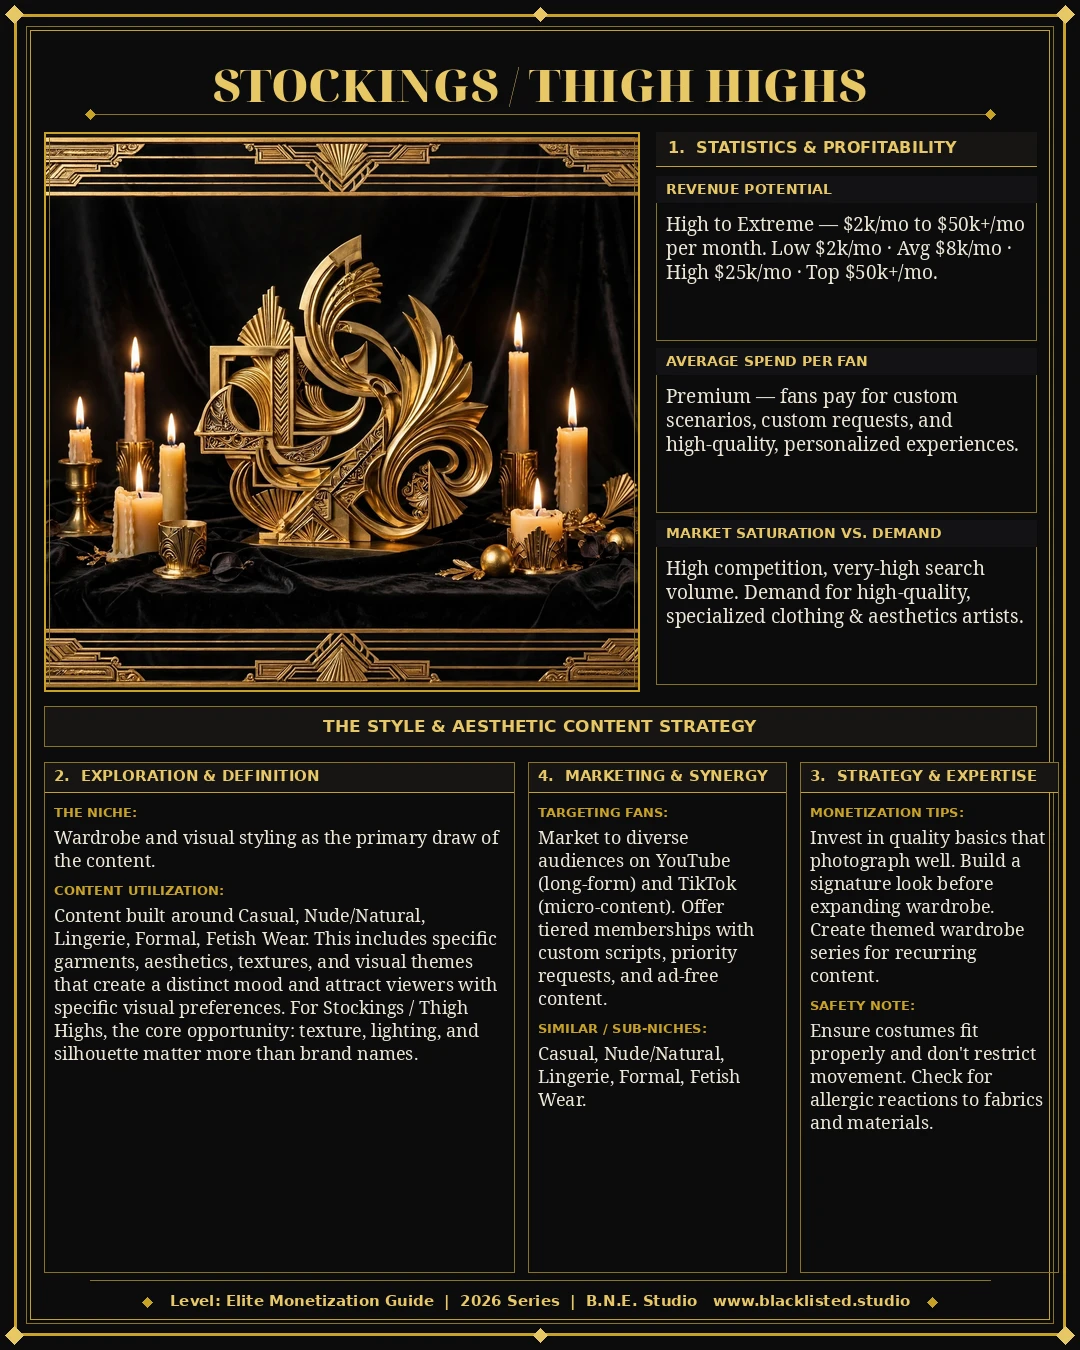 STOCKINGS / THIGH HIGHS
1. STATISTICS & PROFITABILITY
REVENUE POTENTIAL
High to Extreme — $2k/mo to $50k+/mo
per month. Low $2k/mo · Avg $8k/mo ·
High $25k/mo · Top $50k+/mo.
AVERAGE SPEND PER FAN
Premium — fans pay for custom
scenarios, custom requests, and
high-quality, personalized experiences.
MARKET SATURATION VS. DEMAND
High competition, very-high search
volume. Demand for high-quality,
specialized clothing & aesthetics artists.
THE STYLE & AESTHETIC CONTENT STRATEGY
2. EXPLORATION & DEFINITION
THE NICHE:
Wardrobe and visual styling as the primary draw of
the content.
CONTENT UTILIZATION:
Content built around Casual, Nude/Natural,
Lingerie, Formal, Fetish Wear. This includes specific
garments, aesthetics, textures, and visual themes
that create a distinct mood and attract viewers with
specific visual preferences. For Stockings / Thigh
Highs, the core opportunity: texture, lighting, and
silhouette matter more than brand names.
4. MARKETING & SYNERGY
TARGETING FANS:
Market to diverse
audiences on YouTube
(long-form) and TikTok
(micro-content). Offer
tiered memberships with
custom scripts, priority
requests, and ad-free
content.
SIMILAR / SUB-NICHES:
Casual, Nude/Natural,
Lingerie, Formal, Fetish
Wear.
3. STRATEGY & EXPERTISE
MONETIZATION TIPS:
Invest in quality basics that
photograph well. Build a
signature look before
expanding wardrobe.
Create themed wardrobe
series for recurring
content.
SAFETY NOTE:
Ensure costumes fit
properly and don't restrict
movement. Check for
allergic reactions to fabrics
and materials.
Level: Elite Monetization Guide | 2026 Series | B.N.E. Studio www.blacklisted.studio